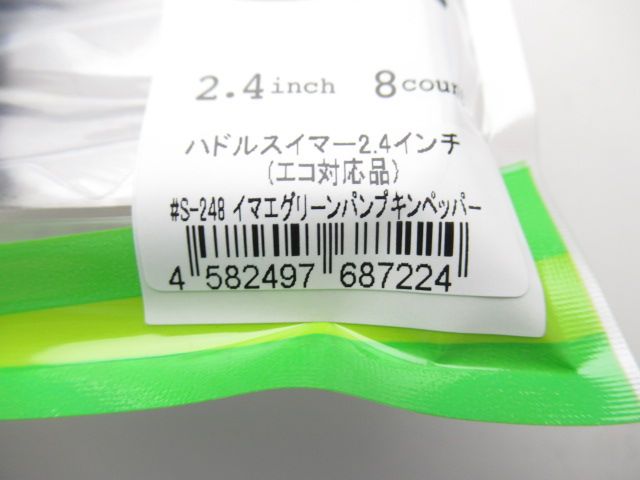 2.4inch 8count
ハドルスイマー2.4インチ
(エコ対応品)
#S-248 イマエグリーンパンプキンペッパー
4 582497 687224